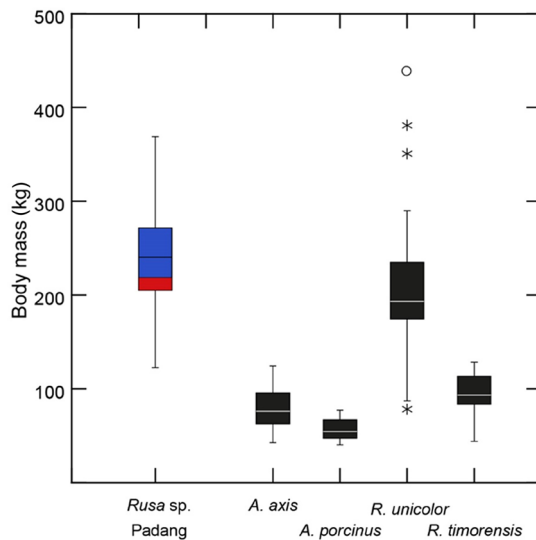 500
400
300
200
100
Body mass (kg)
Rusa sp.
Padang
A. axis
A. porcinus
R. unicolor
R. timorensis